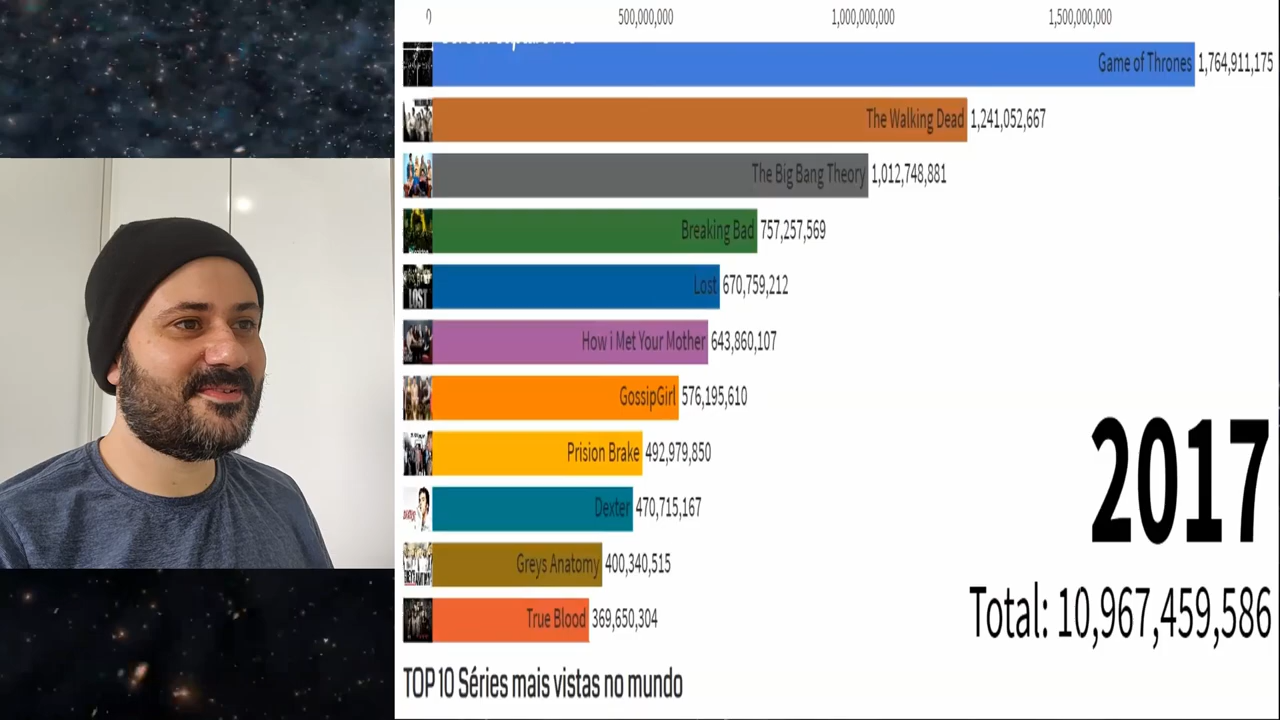 0 500,000,000 1,000,000,000 1,500,000,000
Game of Thrones 1,764,911,175
The Walking Dead 1,241,052,667
The Big Bang Theory 1,012,748,881
Breaking Bad 757,257,569
Lost 670,759,212
LOST
How i Met Your Mother 643,860,107
GossipGirl 576,195,610
Prision Brake 492,979,850
Dexter 470,715,167
Greys Anatomy 400,340,515
True Blood 369,650,304
2017
Total: 10,967,459,586
TOP 10 Séries mais vistas no mundo